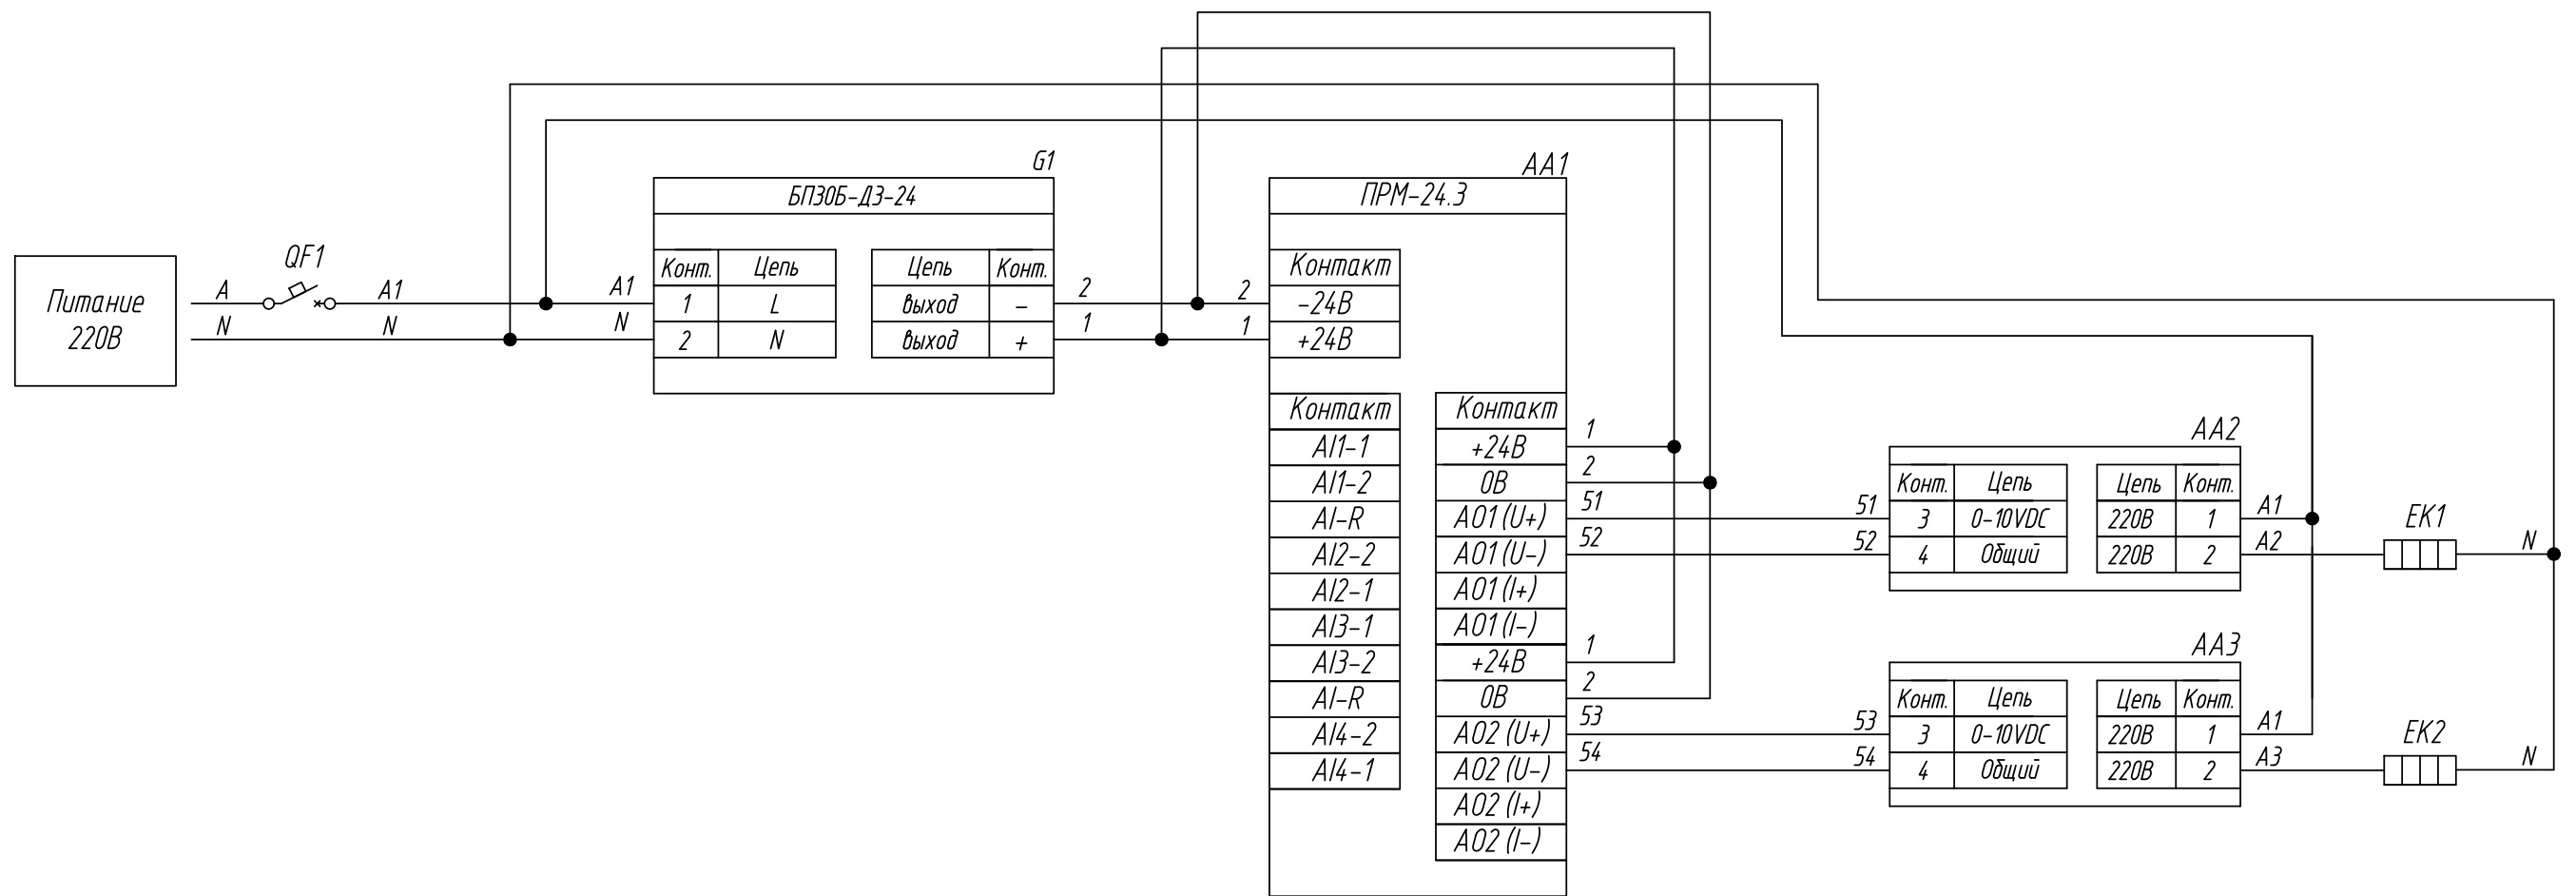 Питание
220В
A
N
QF1
A1
N
A1
N
G1
БП30Б-Д3-24
Конт.
Цепь
1
L
2
N
Цепь
Конт.
выход
-
выход
+
2
1
2
1
AA1
ПРМ-24.3
Контакт
-24В
+24В
Контакт
AI1-1
AI1-2
AI-R
AI2-2
AI2-1
AI3-1
AI3-2
AI-R
AI4-2
AI4-1
Контакт
+24В
0В
AO1 (U+)
AO1 (U-)
AO1 (I+)
AO1 (I-)
+24В
0В
AO2 (U+)
AO2 (U-)
AO2 (I+)
AO2 (I-)
1
2
51
52
1
2
53
54
51
52
AA2
Конт.
Цепь
3
0-10VDC
4
Общий
Цепь
Конт.
220В
1
220В
2
A1
A2
EK1
N
53
54
AA3
Конт.
Цепь
3
0-10VDC
4
Общий
Цепь
Конт.
220В
1
220В
2
A1
A3
EK2
N